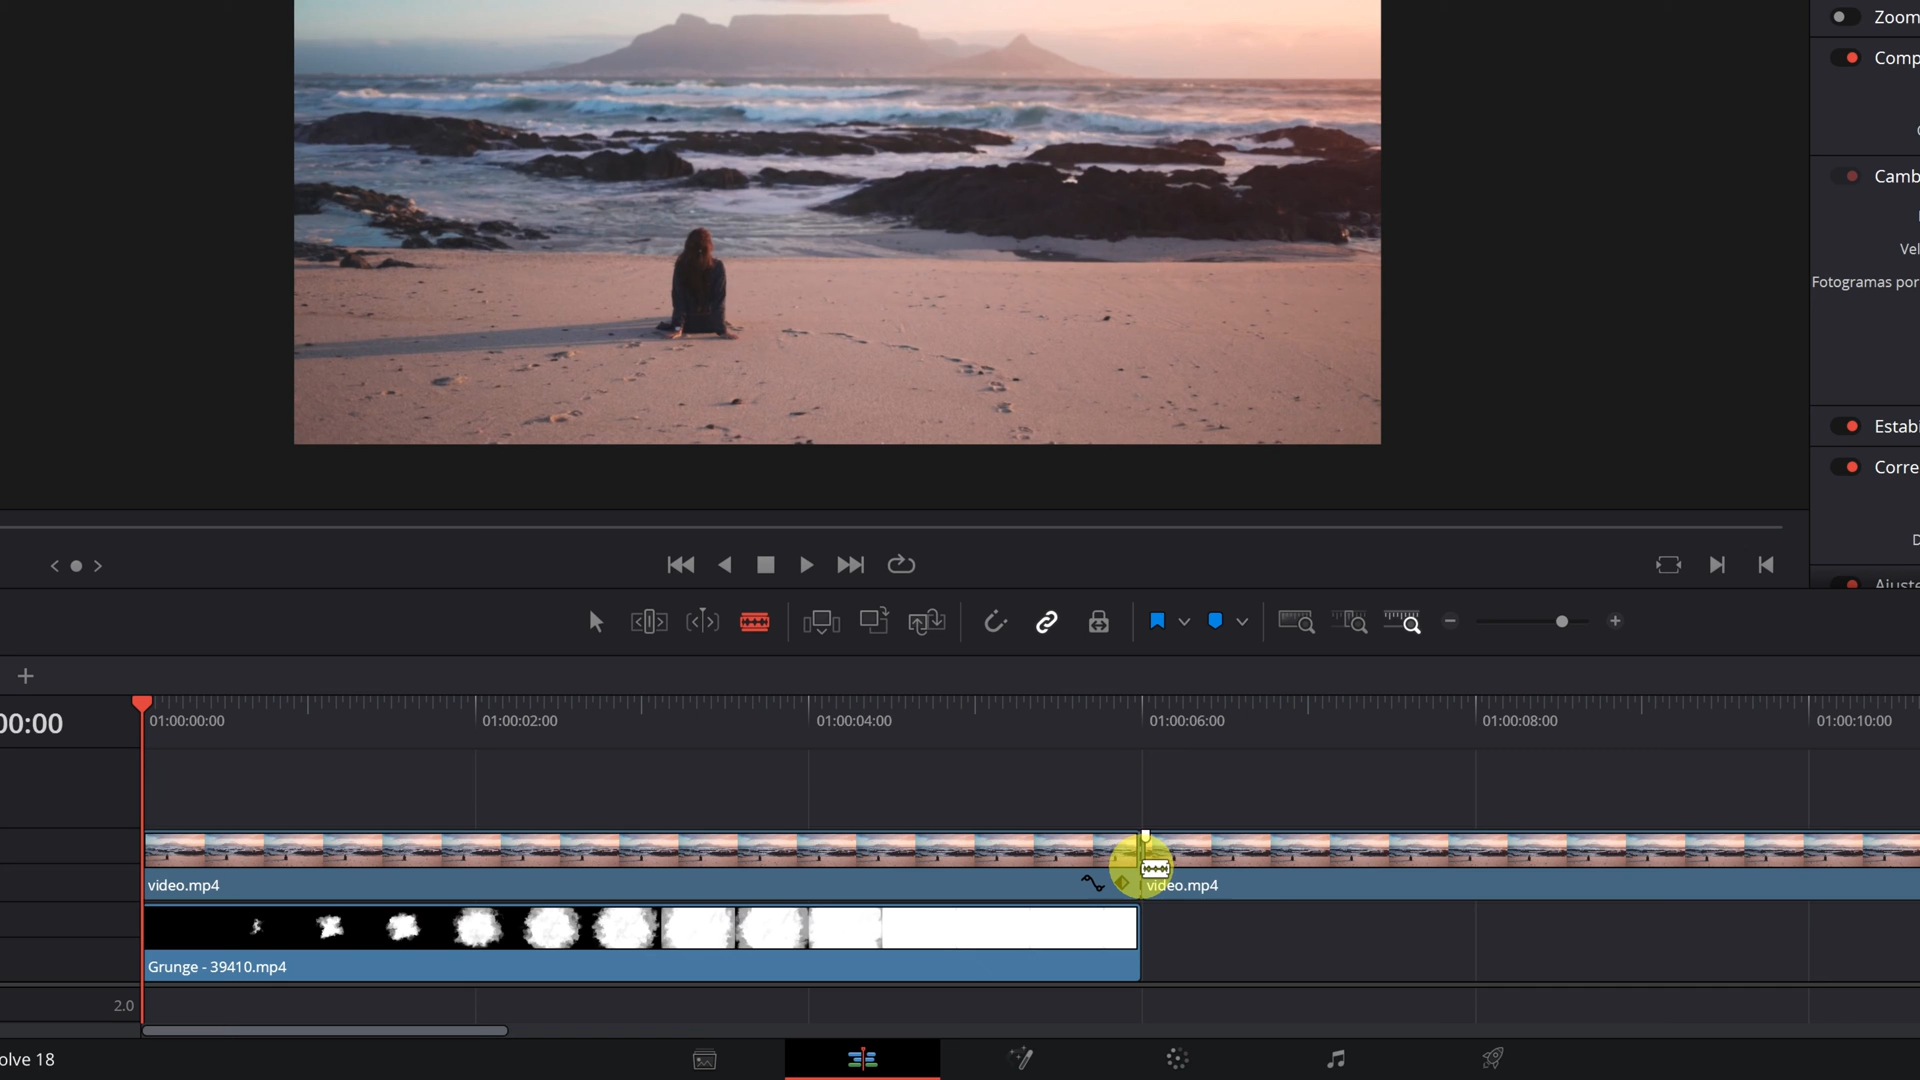 Zoom
Comp
Camb
Vel
Fotogramas por
Estabi
Corre
D
Ajuste
00:00
01:00:00:00
01:00:02:00
01:00:04:00
01:00:06:00
01:00:08:00
01:00:10:00
video.mp4
video.mp4
Grunge - 39410.mp4
2.0
olve 18